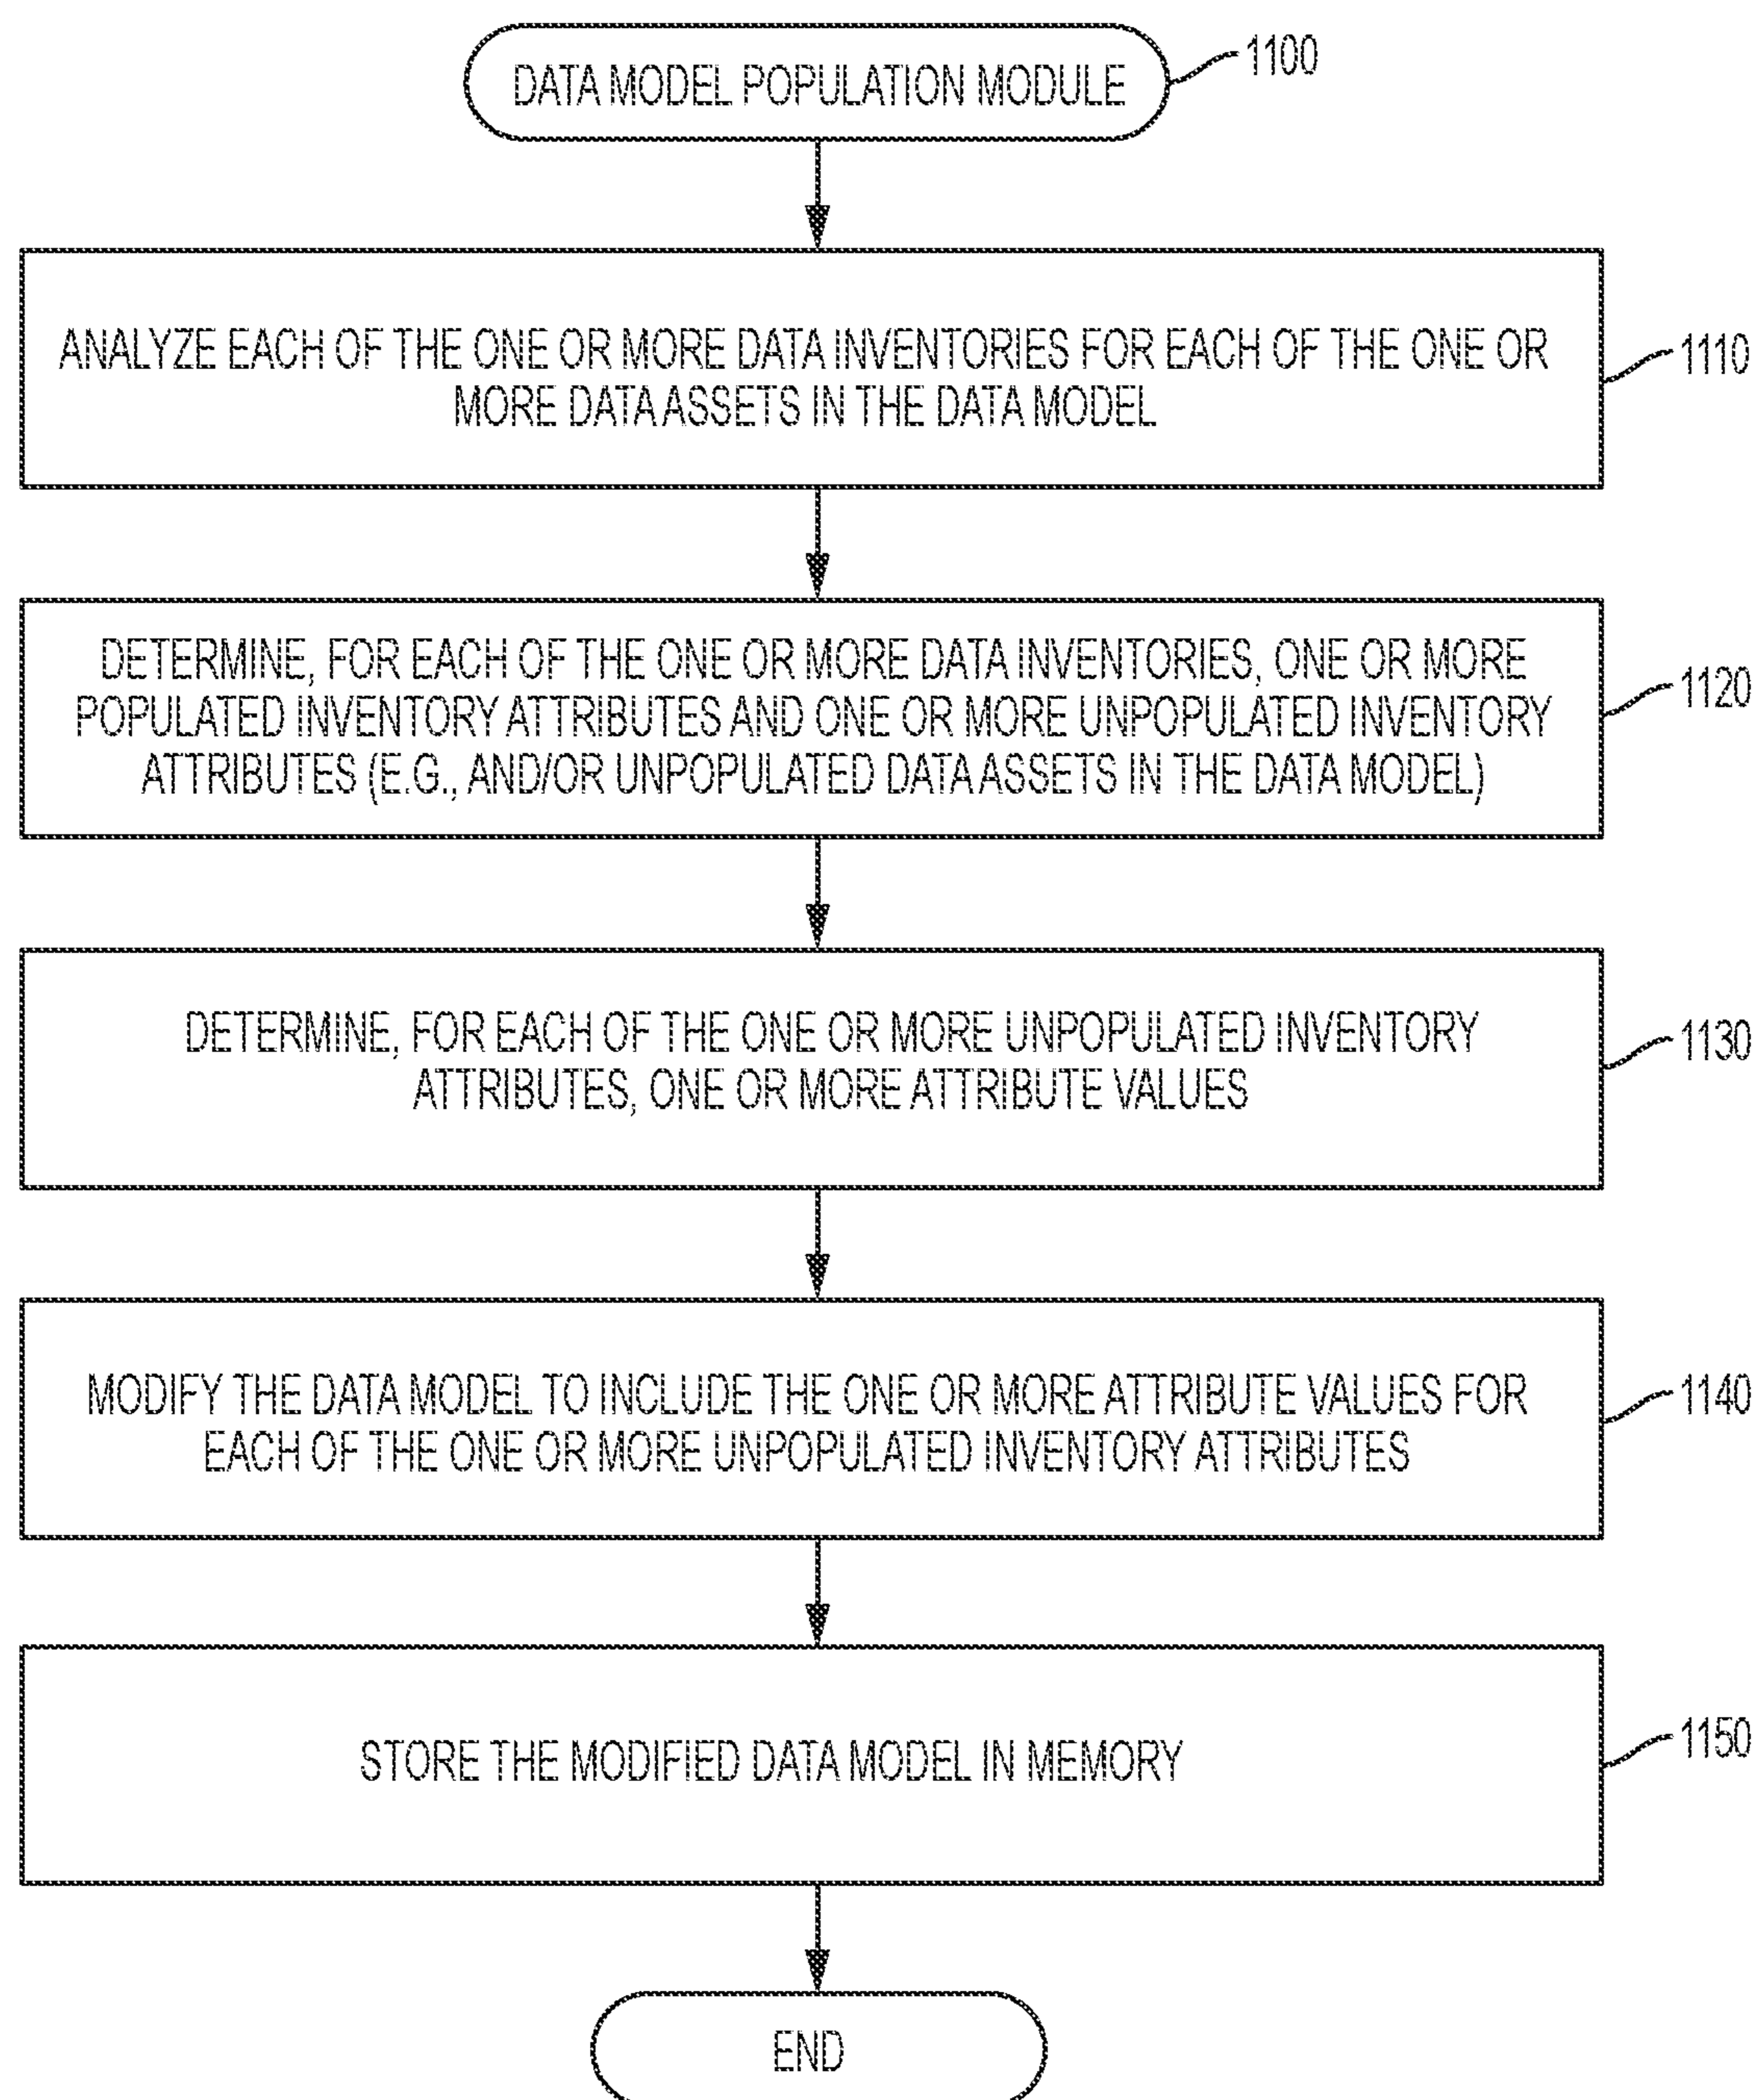 DATA MODEL POPULATION MODULE
1100
ANALYZE EACH OF THE ONE OR MORE DATA INVENTORIES FOR EACH OF THE ONE OR
MORE DATA ASSETS IN THE DATA MODEL
1110
DETERMINE, FOR EACH OF THE ONE OR MORE DATA INVENTORIES, ONE OR MORE
POPULATED INVENTORY ATTRIBUTES AND ONE OR MORE UNPOPULATED INVENTORY
ATTRIBUTES (E.G., AND/OR UNPOPULATED DATA ASSETS IN THE DATA MODEL)
1120
DETERMINE, FOR EACH OF THE ONE OR MORE UNPOPULATED INVENTORY
ATTRIBUTES, ONE OR MORE ATTRIBUTE VALUES
1130
MODIFY THE DATA MODEL TO INCLUDE THE ONE OR MORE ATTRIBUTE VALUES FOR
EACH OF THE ONE OR MORE UNPOPULATED INVENTORY ATTRIBUTES
1140
STORE THE MODIFIED DATA MODEL IN MEMORY
1150
END